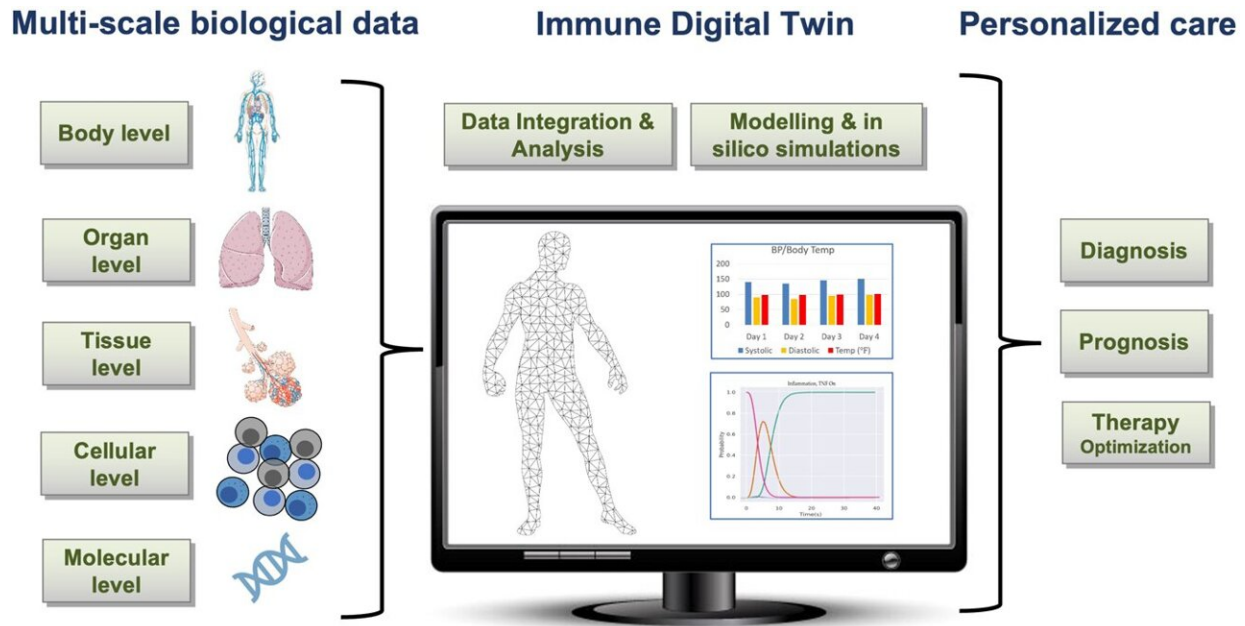 Multi-scale biological data
Immune Digital Twin
Personalized care
Body level
Organ
level
Tissue
level
Cellular
level
Molecular
level
Data Integration &
Analysis
Modelling & in
silico simulations
BP/Body Temp
200
150
100
50
0
Day 1 Day 2 Day 3 Day 4
Systolic Diastolic Temp (°F)
Inflammation, TNF On
Probability
1.0
0.8
0.6
0.4
0.2
0.0
0 10 20 30 40
Time(s)
Diagnosis
Prognosis
Therapy
Optimization